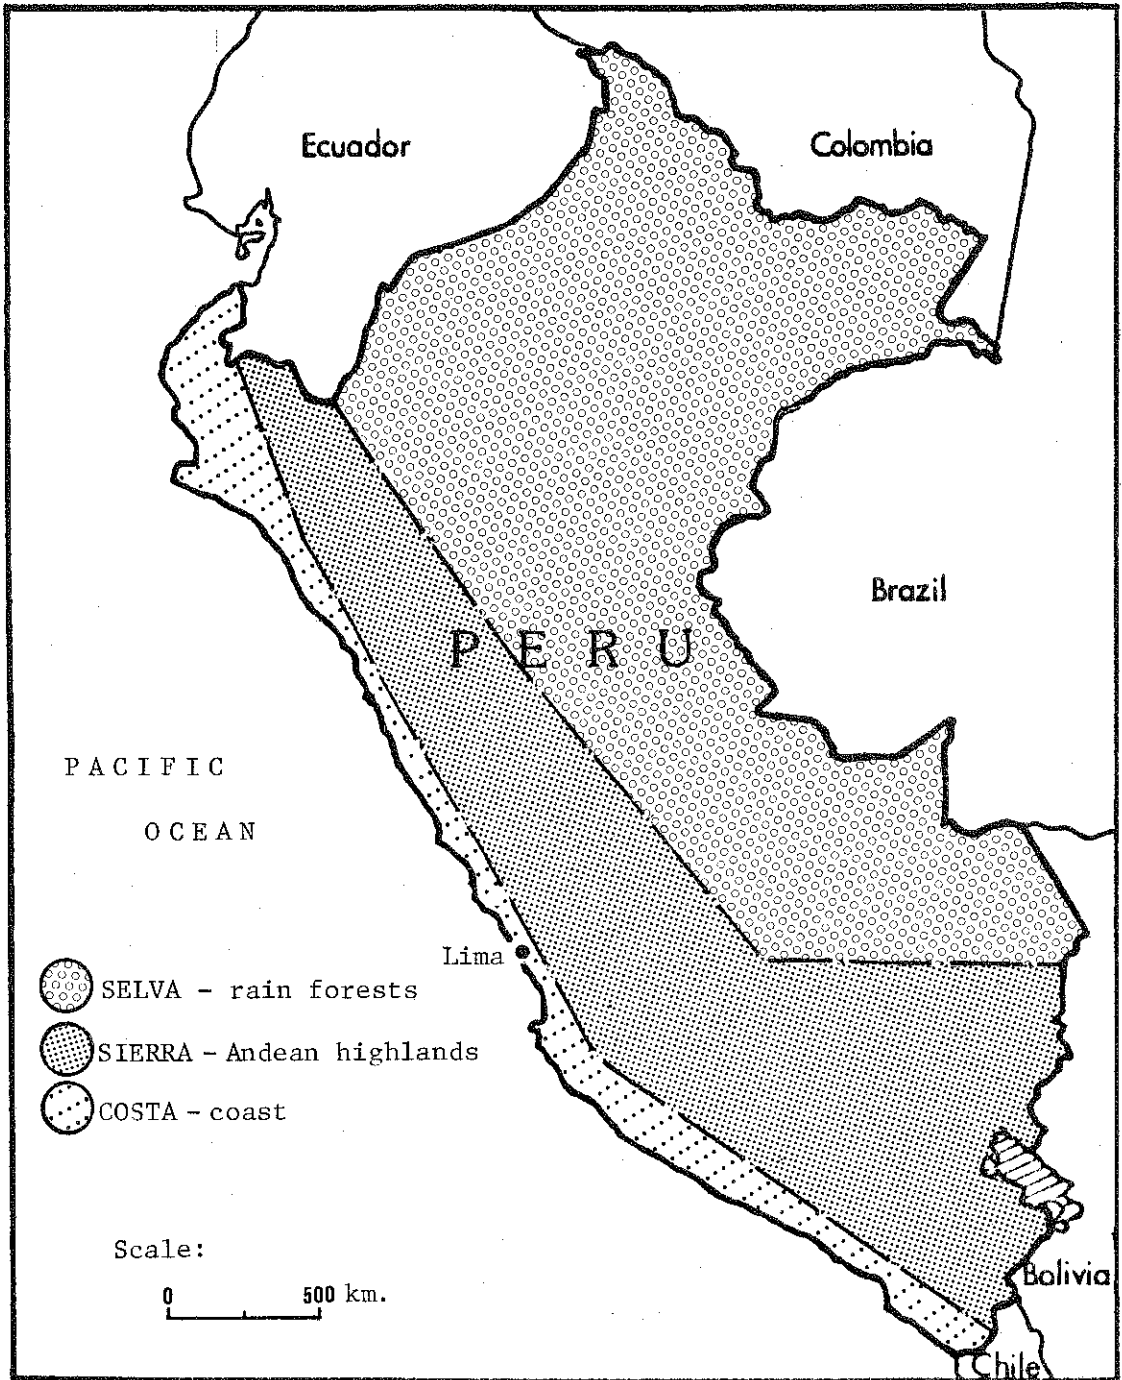 Ecuador
Colombia
Brazil
PERU
PACIFIC
OCEAN
Lima
SELVA - rain forests
SIERRA - Andean highlands
COSTA - coast
Scale:
0 500 km.
Bolivia
Chile